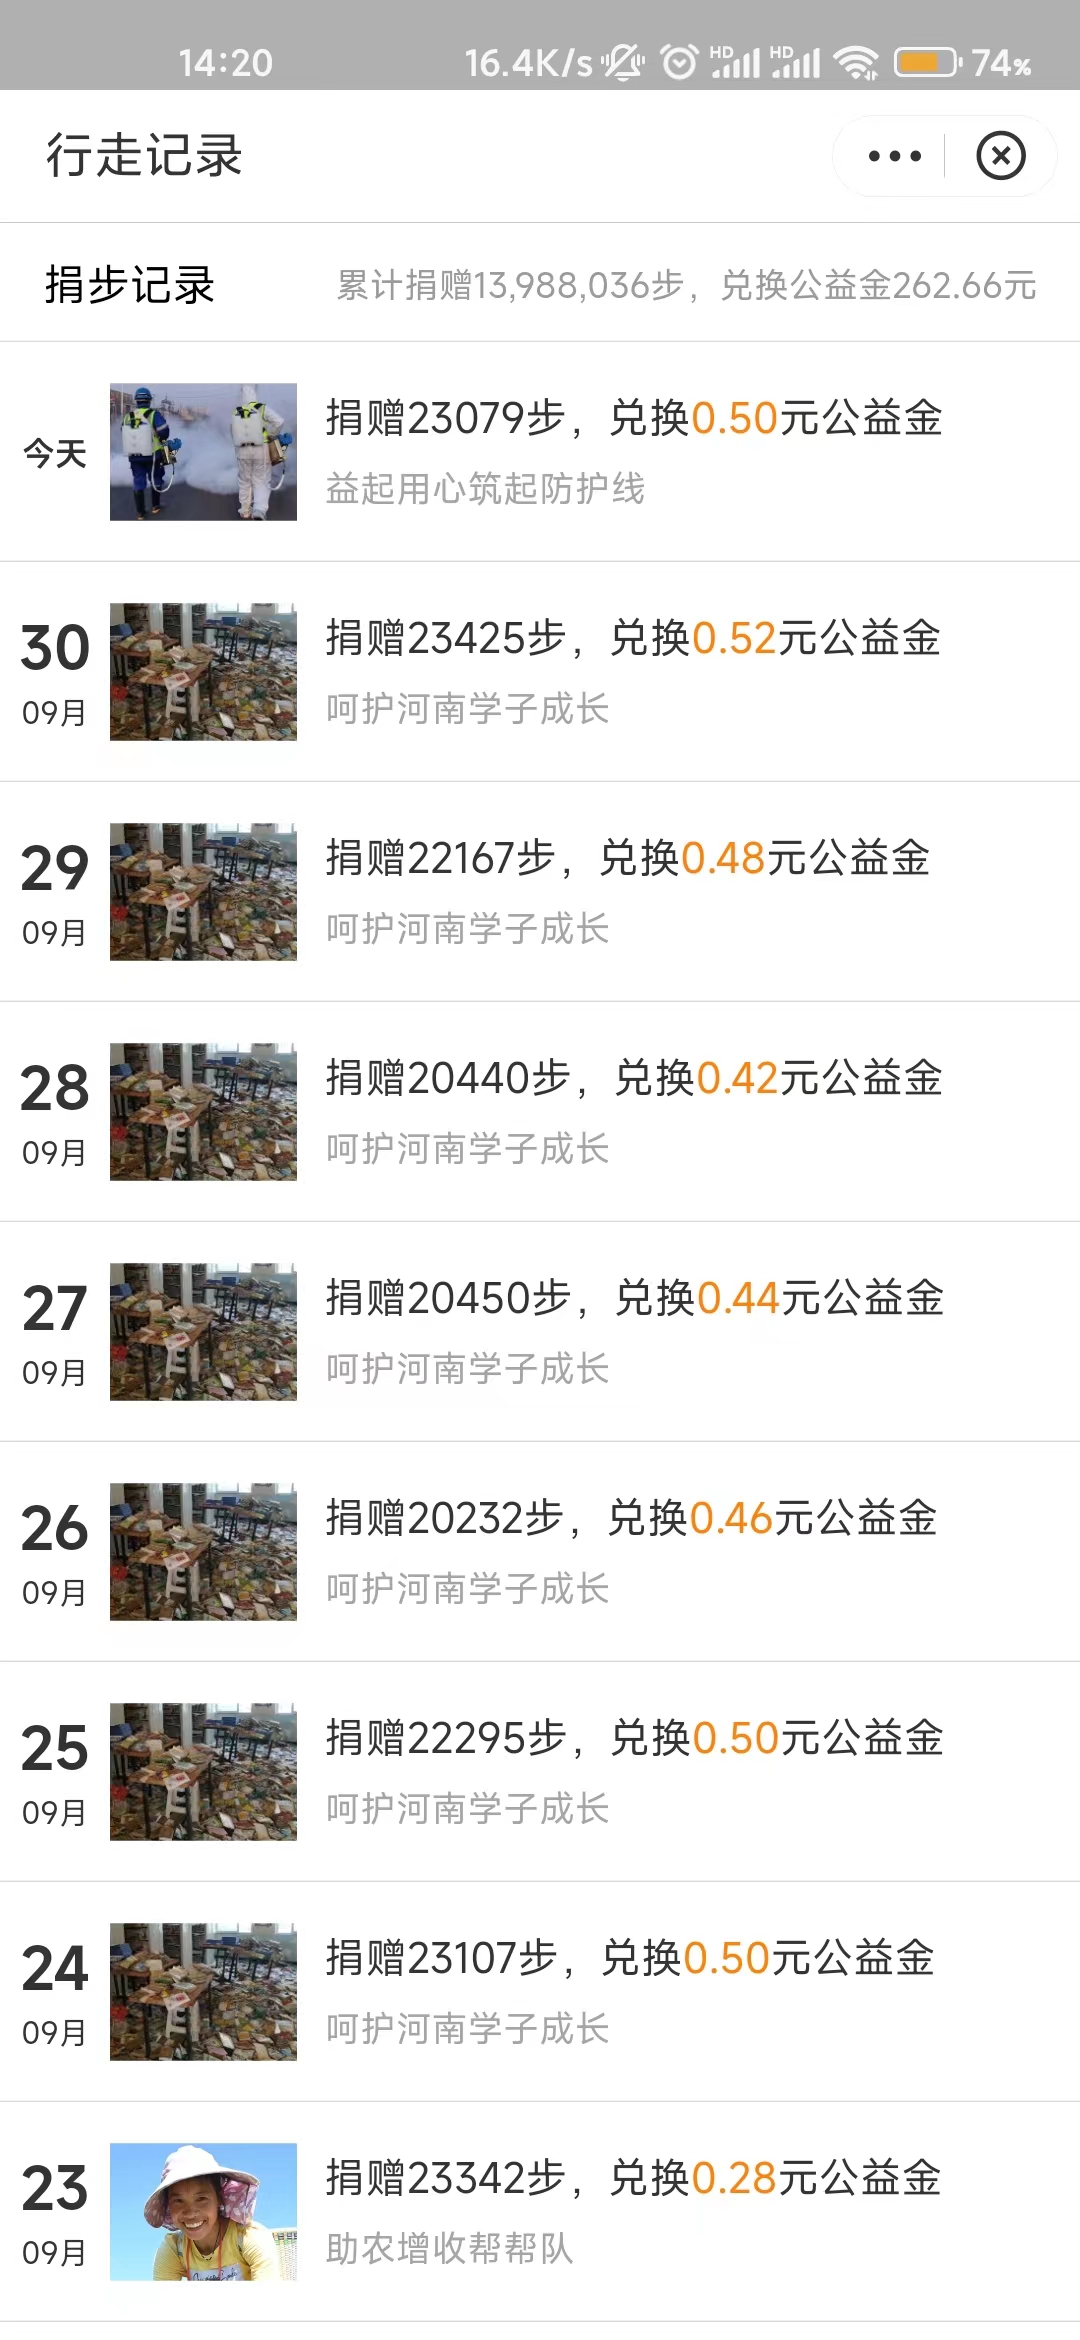 14:20 16.4K/s HD HD 74%
行走记录
捐步记录 累计捐赠13,988,036步，兑换公益金262.66元
捐赠23079步，兑换0.50元公益金
今天
益起用心筑起防护线
捐赠23425步，兑换0.52元公益金
30
09月
呵护河南学子成长
捐赠22167步，兑换0.48元公益金
29
09月
呵护河南学子成长
捐赠20440步，兑换0.42元公益金
28
09月
呵护河南学子成长
捐赠20450步，兑换0.44元公益金
27
09月
呵护河南学子成长
捐赠20232步，兑换0.46元公益金
26
09月
呵护河南学子成长
捐赠22295步，兑换0.50元公益金
25
09月
呵护河南学子成长
捐赠23107步，兑换0.50元公益金
24
09月
呵护河南学子成长
捐赠23342步，兑换0.28元公益金
23
09月
助农增收帮帮队